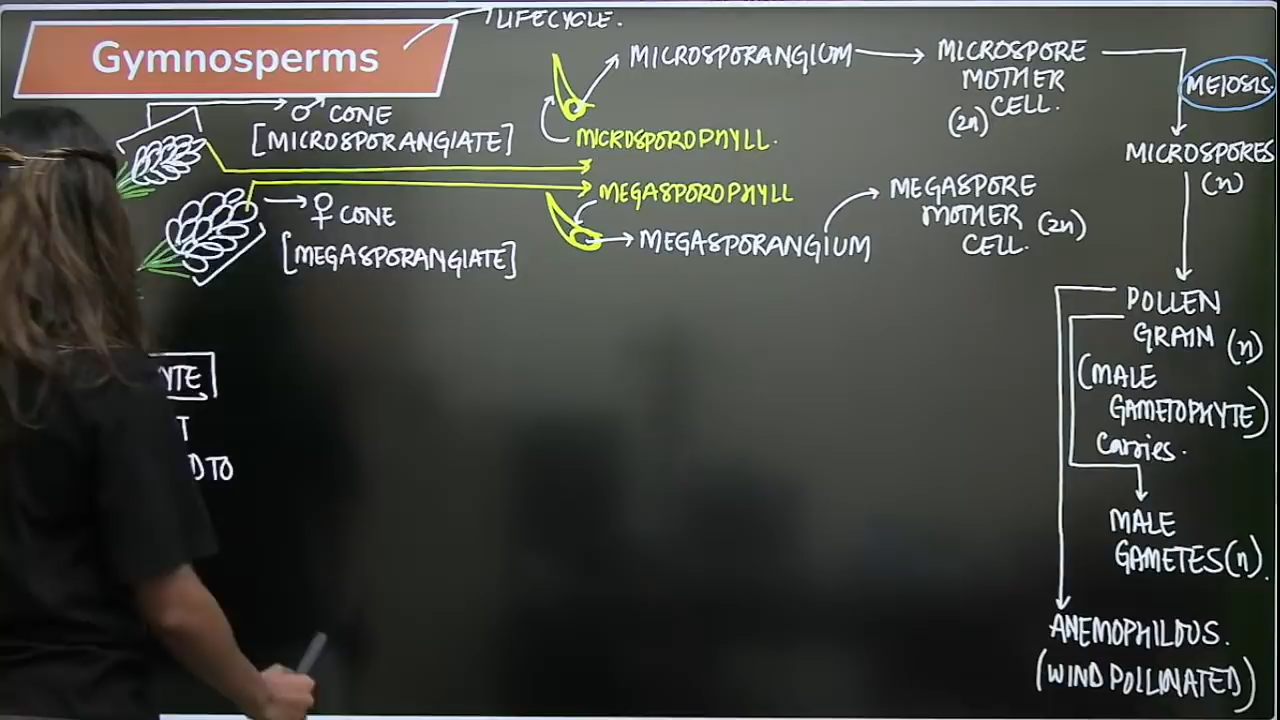 LIFECYCLE.
Gymnosperms
♂ CONE
[MICROSPORANGIATE]
MICROSPORANGIUM
MICROSPORE
MOTHER
CELL.
(2n)
MEIOSIS
MICROSPOROPHYLL.
MICROSPORES
(n)
MEGASPOROPHYLL
♀ CONE
[MEGASPORANGIATE]
MEGASPORANGIUM
MEGASPORE
MOTHER
CELL.
(2n)
POLLEN
GRAIN (n)
(MALE
GAMETOPHYTE)
Carries.
MALE
GAMETES (n).
ANEMOPHILOUS.
(WIND POLLINATED)
YTE
T
D TO